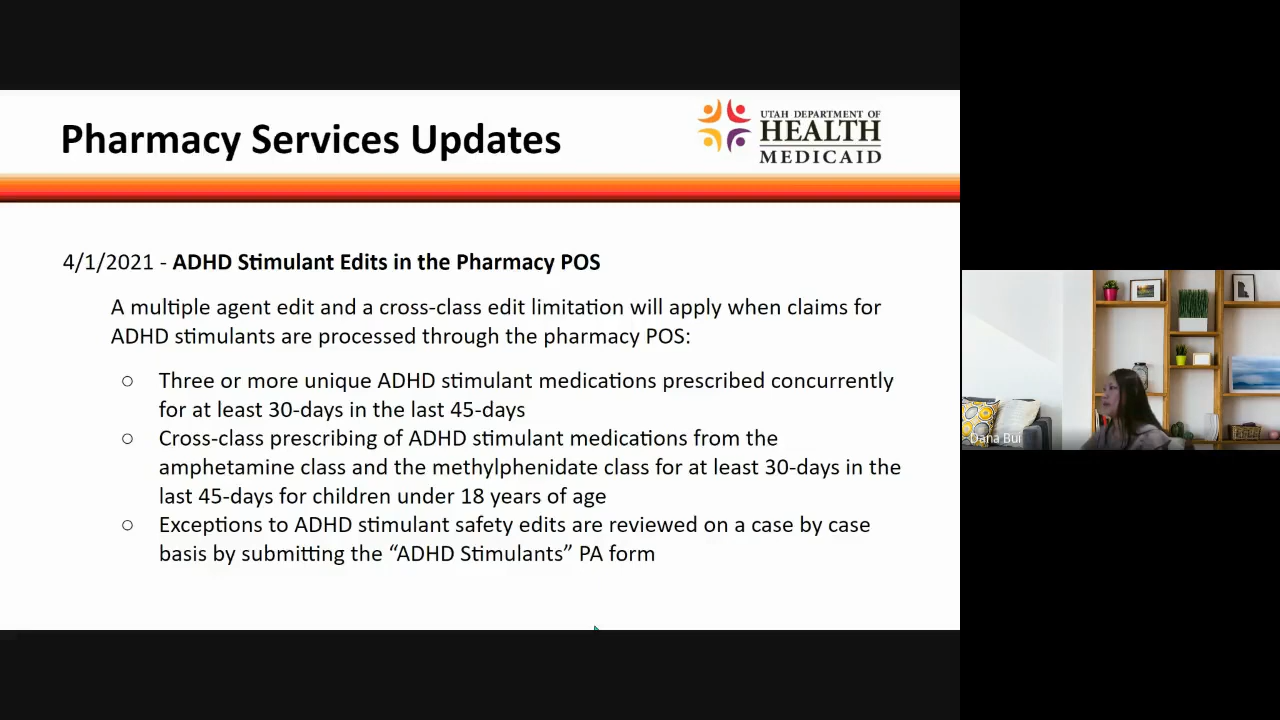 Pharmacy Services Updates
UTAH DEPARTMENT OF
HEALTH
MEDICAID
4/1/2021 - ADHD Stimulant Edits in the Pharmacy POS
A multiple agent edit and a cross-class edit limitation will apply when claims for
ADHD stimulants are processed through the pharmacy POS:
○ Three or more unique ADHD stimulant medications prescribed concurrently
for at least 30-days in the last 45-days
○ Cross-class prescribing of ADHD stimulant medications from the
amphetamine class and the methylphenidate class for at least 30-days in the
last 45-days for children under 18 years of age
○ Exceptions to ADHD stimulant safety edits are reviewed on a case by case
basis by submitting the “ADHD Stimulants” PA form
Dana Bui